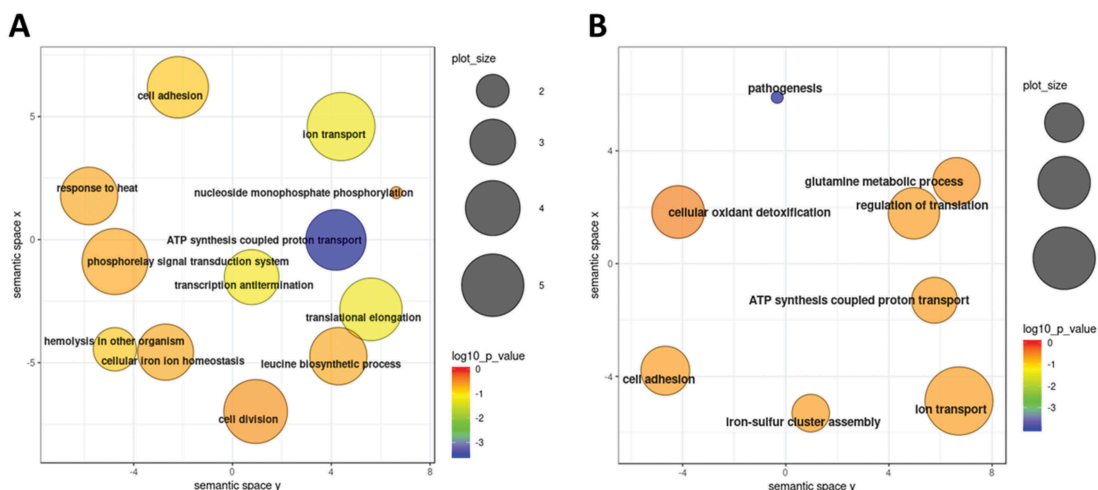 A
cell adhesion
ion transport
response to heat
nucleoside monophosphate phosphorylation
ATP synthesis coupled proton transport
phosphorelay signal transduction system
transcription antitermination
translational elongation
hemolysis in other organism
cellular iron ion homeostasis
leucine biosynthetic process
cell division
5
0
-5
-4
0
4
8
semantic space x
semantic space y
plot_size
2
3
4
5
log10_p_value
0
-1
-2
-3
B
pathogenesis
glutamine metabolic process
regulation of translation
cellular oxidant detoxification
ATP synthesis coupled proton transport
cell adhesion
ion transport
iron-sulfur cluster assembly
4
0
-4
-4
0
4
8
semantic space x
semantic space y
plot_size
log10_p_value
0
-1
-2
-3